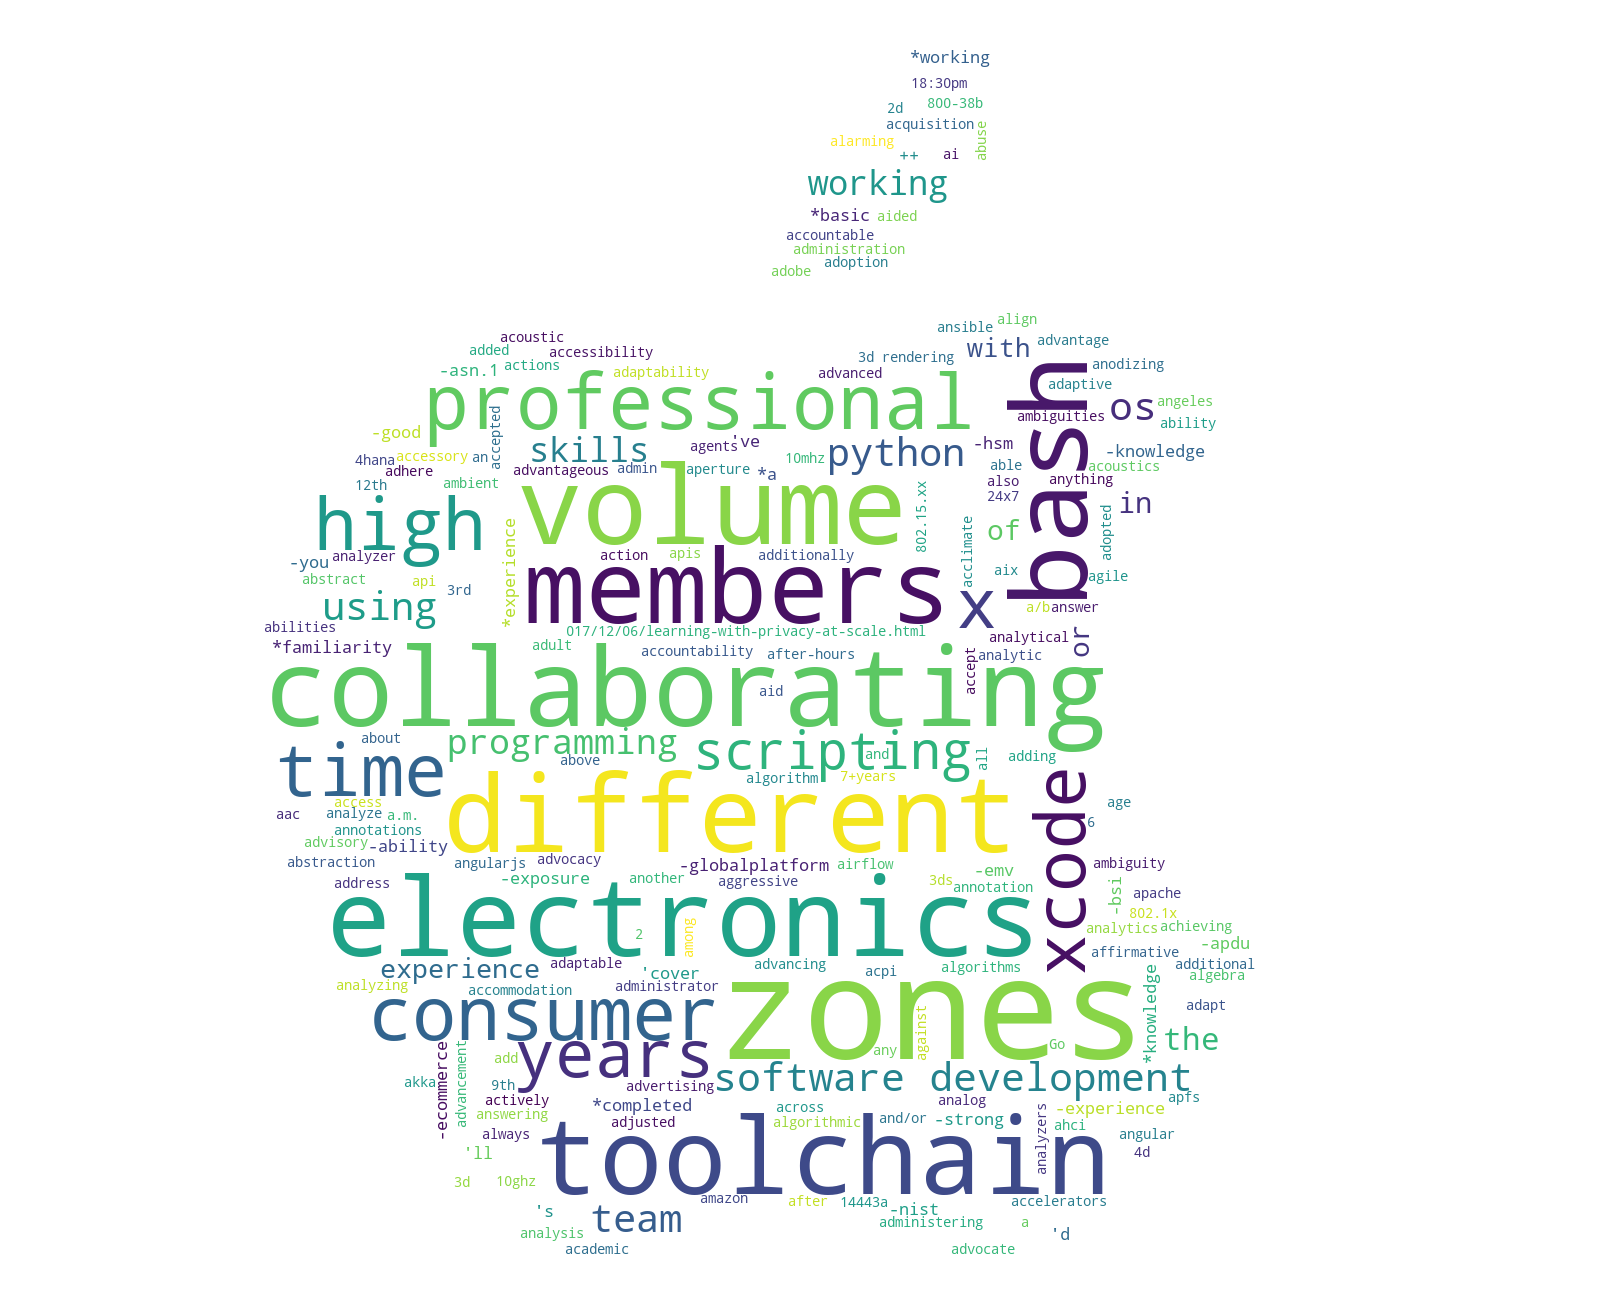 *working
18:30pm
2d
800-38b
acquisition
abuse
alarming
++
ai
working
*basic
aided
accountable
administration
adoption
adobe
align
ansible
acoustic
with
advantage
added
accessibility
3d rendering
anodizing
-asn.1
actions
adaptability
advanced
adaptive
professional
bash
os
angeles
ambiguities
ability
accepted
-good
skills
agents
've
python
-hsm
-knowledge
4hana
accessory
an
10mhz
able
acoustics
adhere
advantageous
admin
aperture
*a
also
anything
12th
ambient
volume
24x7
in
802.15.xx
high
*experience
acclimate
of
adopted
analyzer
action
apis
additionally
-you
abstract
api
members
aix
agile
3rd
using
x
a/b
answer
abilities
017/12/06/learning-with-privacy-at-scale.html
analytical
or
*familiarity
adult
accountability
after-hours
accept
analytic
collaborating
aid
about
programming
scripting
and
all
adding
time
above
algorithm
7+years
xcode
access
age
aac
analyze
a.m.
different
6
annotations
advisory
-ability
abstraction
angularjs
advocacy
-globalplatform
airflow
ambiguity
address
-exposure
another
aggressive
3ds
-emv
annotation
-bsi
apache
electronics
802.1x
2
among
analytics
achieving
-apdu
affirmative
experience
adaptable
'cover
advancing
acpi
algorithms
additional
algebra
analyzing
accommodation
administrator
*knowledge
adapt
consumer
zones
against
the
-ecommerce
advancement
add
years
any
Go
akka
9th
advertising
software development
actively
apfs
answering
*completed
across
analog
-experience
always
adjusted
algorithmic
and/or
-strong
analyzers
ahci
angular
'll
toolchain
4d
3d
10ghz
amazon
after
14443a
accelerators
's
team
-nist
administering
a
analysis
'd
academic
advocate